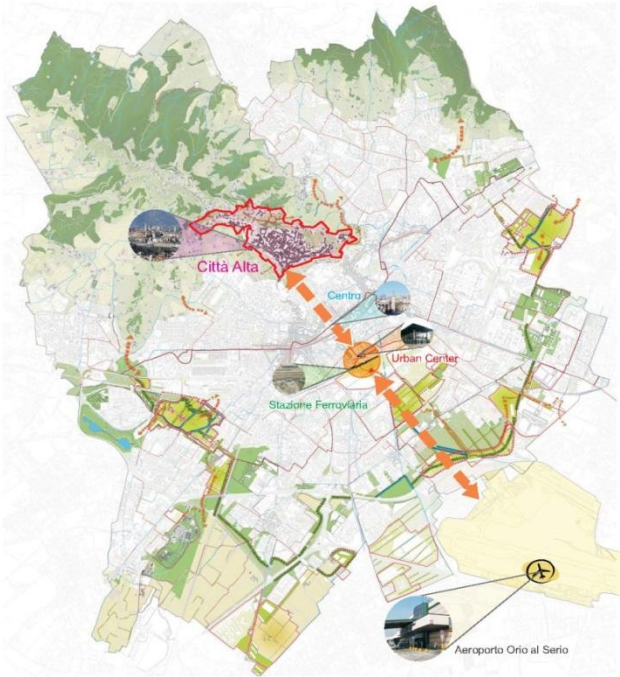 Città Alta
Centro
Urban Center
Stazione Ferroviaria
Aeroporto Orio al Serio